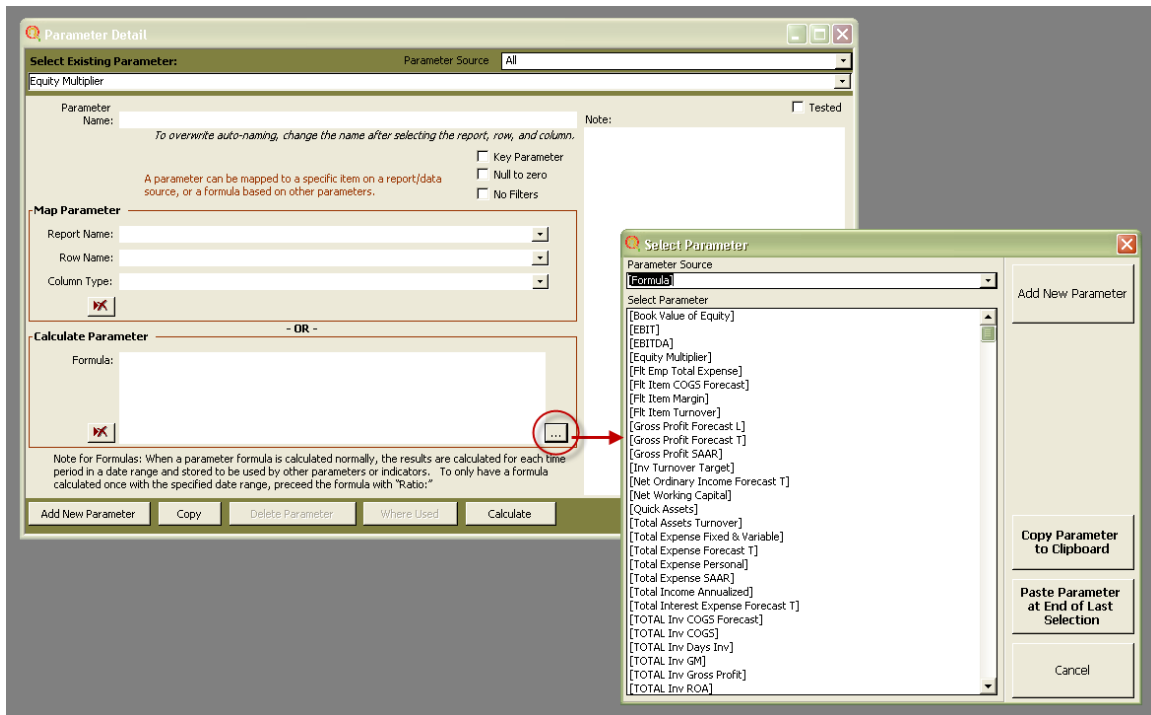 Parameter Detail
Select Existing Parameter:
Parameter Source
All
Equity Multiplier
Parameter
Name:
To overwrite auto-naming, change the name after selecting the report, row, and column.
Note:
Tested
Key Parameter
Null to zero
No Filters
A parameter can be mapped to a specific item on a report/data
source, or a formula based on other parameters.
Map Parameter
Report Name:
Row Name:
Column Type:
- OR -
Calculate Parameter
Formula:
...
Note for Formulas: When a parameter formula is calculated normally, the results are calculated for each time
period in a date range and stored to be used by other parameters or indicators. To only have a formula
calculated once with the specified date range, preceed the formula with "Ratio:"
Add New Parameter
Copy
Delete Parameter
Where Used
Calculate
Select Parameter
Parameter Source
[Formula]
Select Parameter
[Book Value of Equity]
[EBIT]
[EBITDA]
[Equity Multiplier]
[Flt Emp Total Expense]
[Flt Item COGS Forecast]
[Flt Item Margin]
[Flt Item Turnover]
[Gross Profit Forecast L]
[Gross Profit Forecast T]
[Gross Profit SAAR]
[Inv Turnover Target]
[Net Ordinary Income Forecast T]
[Net Working Capital]
[Quick Assets]
[Total Assets Turnover]
[Total Expense Fixed & Variable]
[Total Expense Forecast T]
[Total Expense Personal]
[Total Expense SAAR]
[Total Income Annualized]
[Total Interest Expense Forecast T]
[TOTAL Inv COGS Forecast]
[TOTAL Inv COGS]
[TOTAL Inv Days Inv]
[TOTAL Inv GM]
[TOTAL Inv Gross Profit]
[TOTAL Inv ROA]
Add New Parameter
Copy Parameter
to Clipboard
Paste Parameter
at End of Last
Selection
Cancel